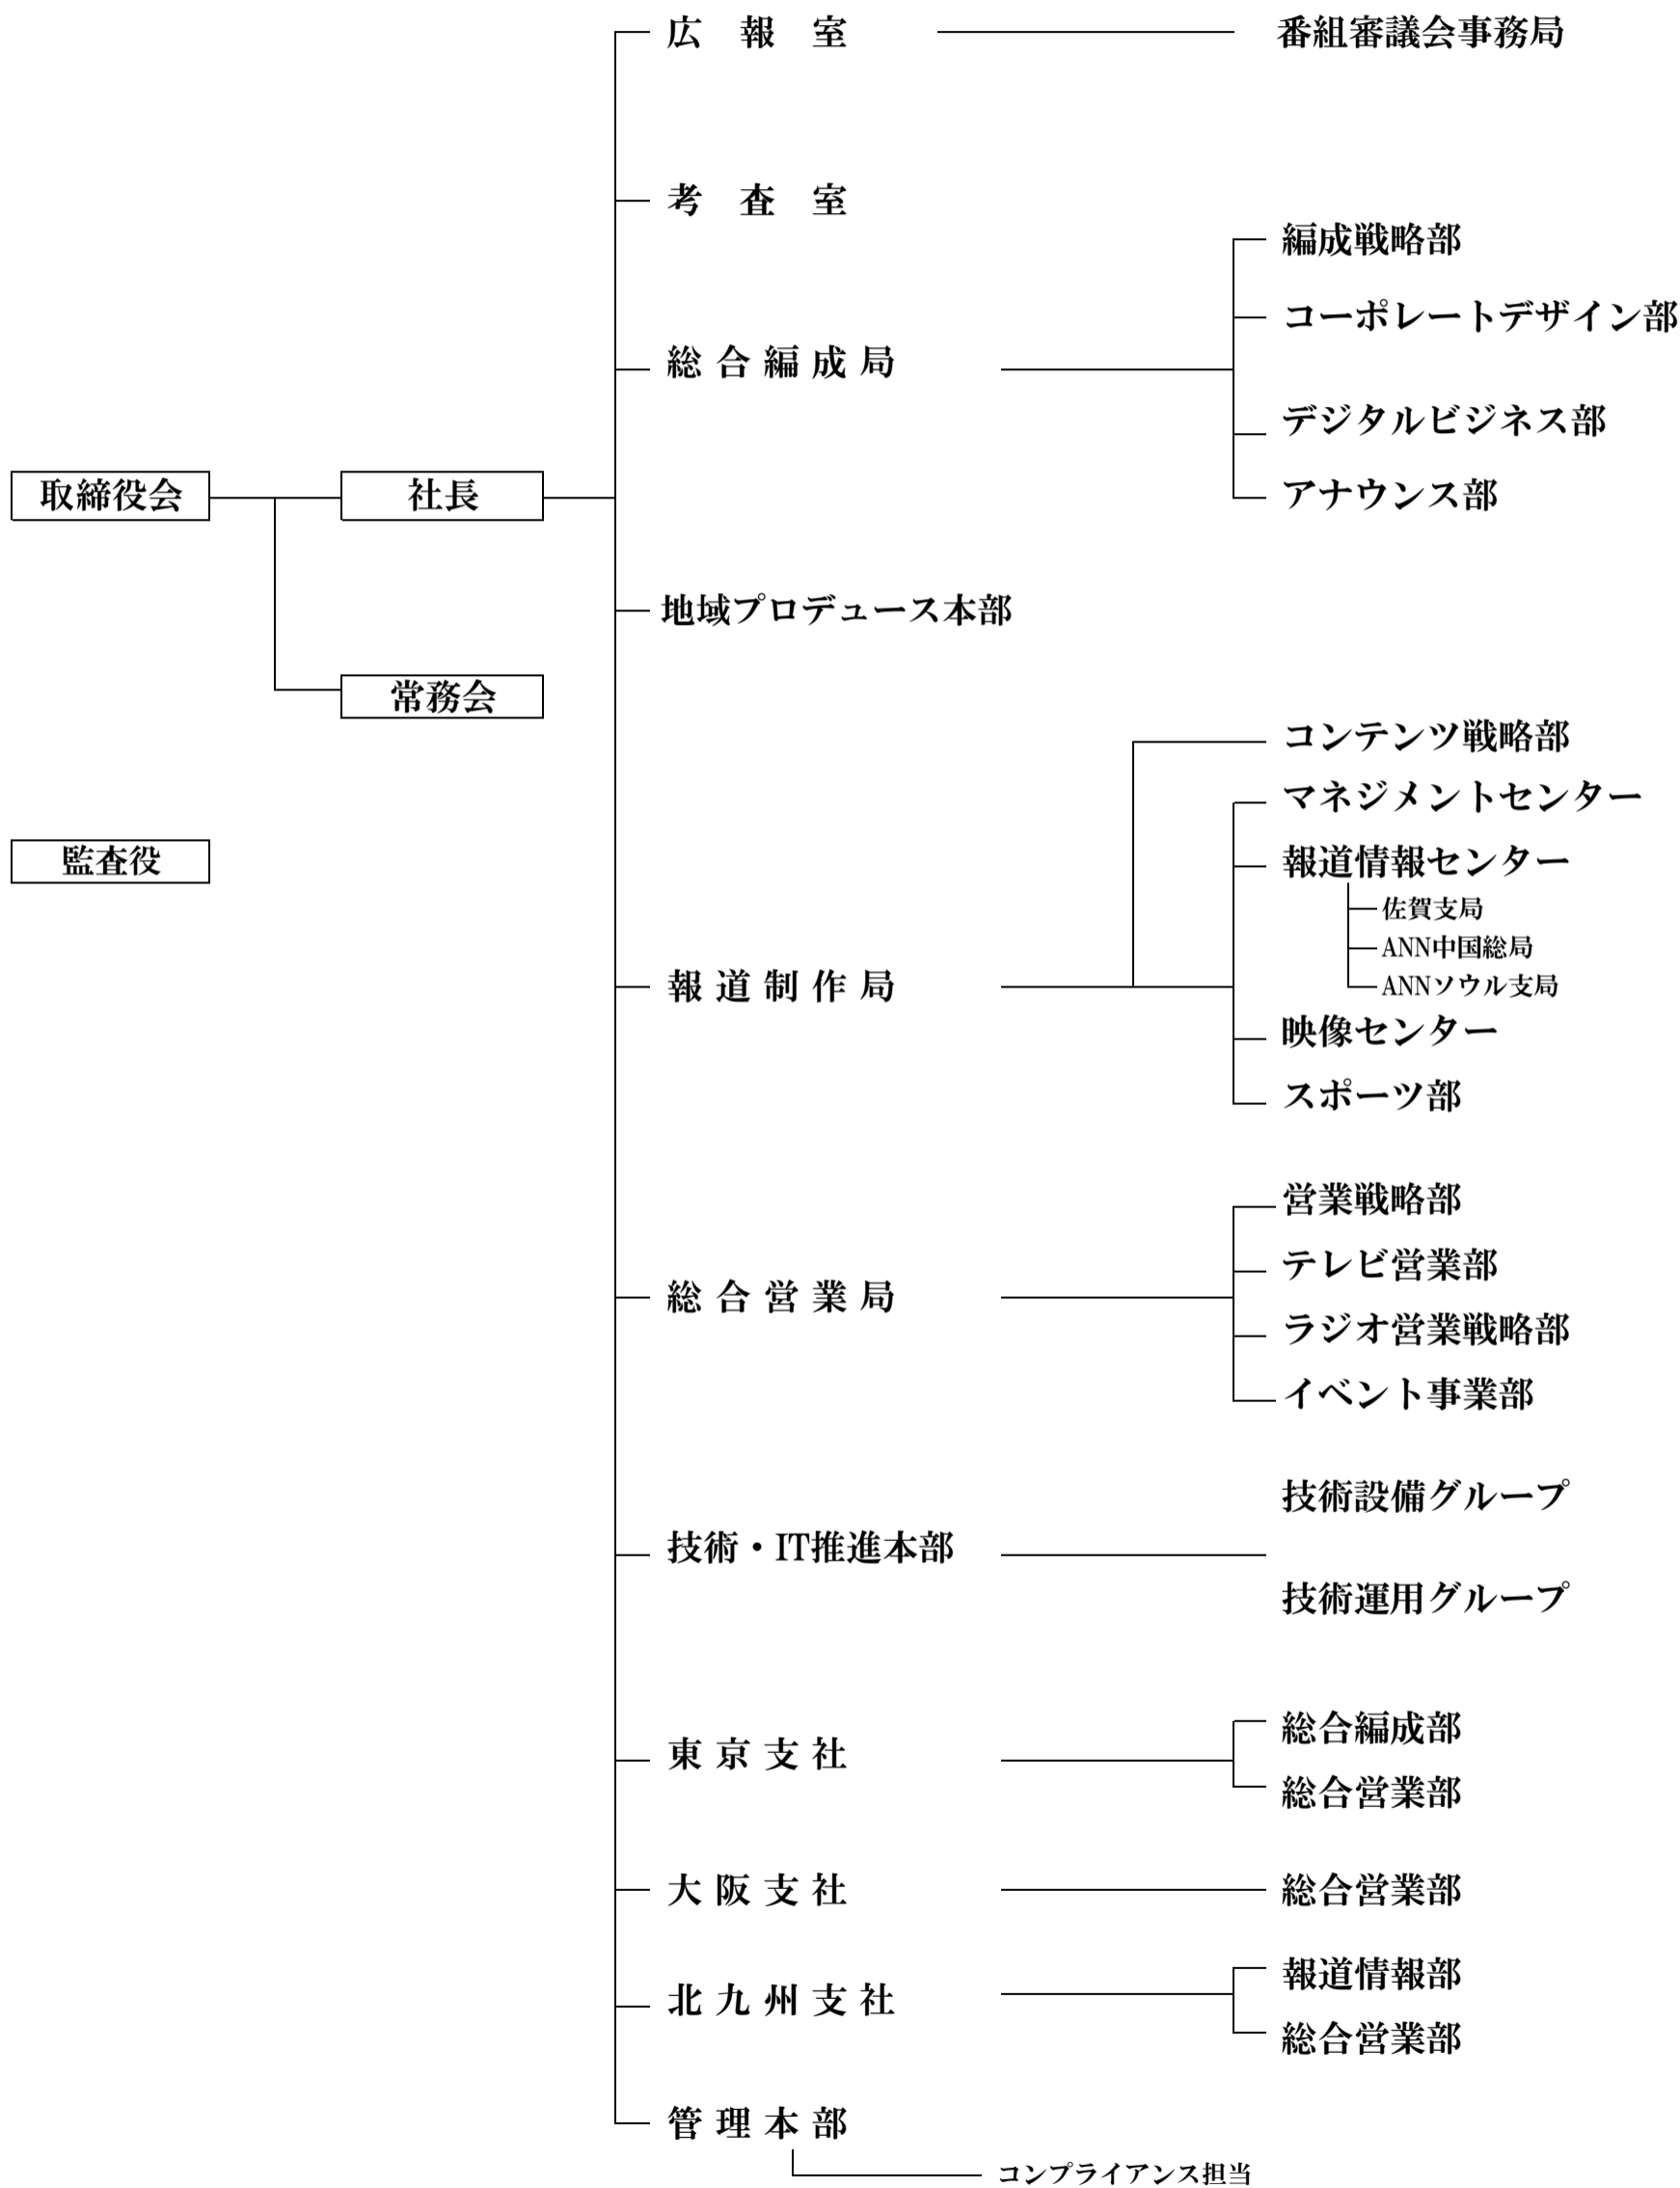 取締役会
社長
常務会
監査役
広　報　室
番組審議会事務局
考　査　室
総合編成局
編成戦略部
コーポレートデザイン部
デジタルビジネス部
アナウンス部
地域プロデュース本部
報道制作局
コンテンツ戦略部
マネジメントセンター
報道情報センター
佐賀支局
ANN中国総局
ANNソウル支局
映像センター
スポーツ部
総合営業局
営業戦略部
テレビ営業部
ラジオ営業戦略部
イベント事業部
技術・IT推進本部
技術設備グループ
技術運用グループ
東京支社
総合編成部
総合営業部
大阪支社
総合営業部
北九州支社
報道情報部
総合営業部
管理本部
コンプライアンス担当